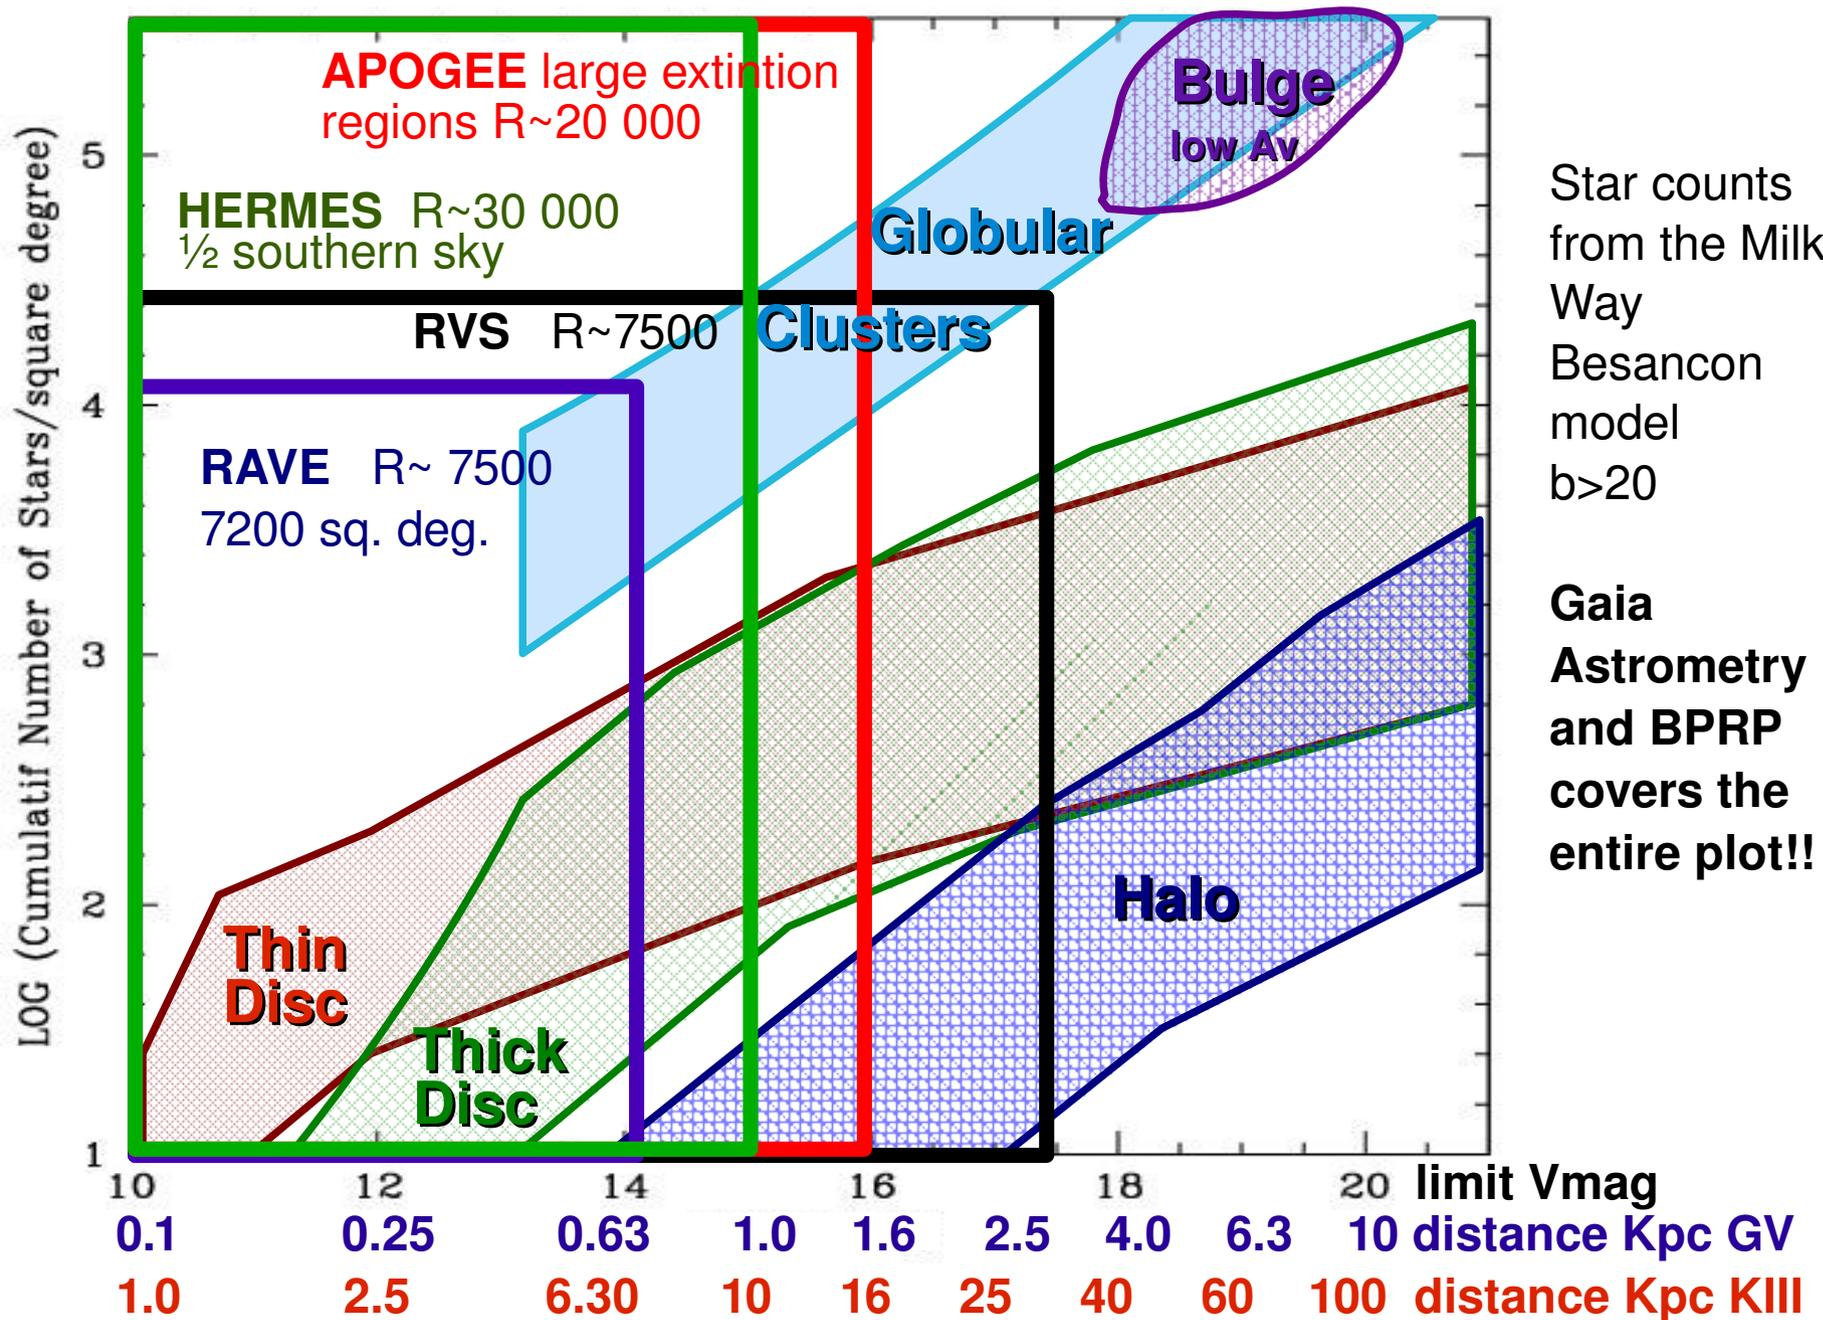 APOGEE large extintion
regions R~20 000
HERMES R~30 000
½ southern sky
RVS R~7500
RAVE R~ 7500
7200 sq. deg.
Bulge
low Av
Globular
Clusters
Thin
Disc
Thick
Disc
Halo
LOG (Cumulatif Number of Stars/square degree)
5
4
3
2
1
10 12 14 16 18 20 limit Vmag
0.1 0.25 0.63 1.0 1.6 2.5 4.0 6.3 10 distance Kpc GV
1.0 2.5 6.30 10 16 25 40 60 100 distance Kpc KIII
Star counts
from the Milk
Way
Besancon
model
b>20
Gaia
Astrometry
and BPRP
covers the
entire plot!!